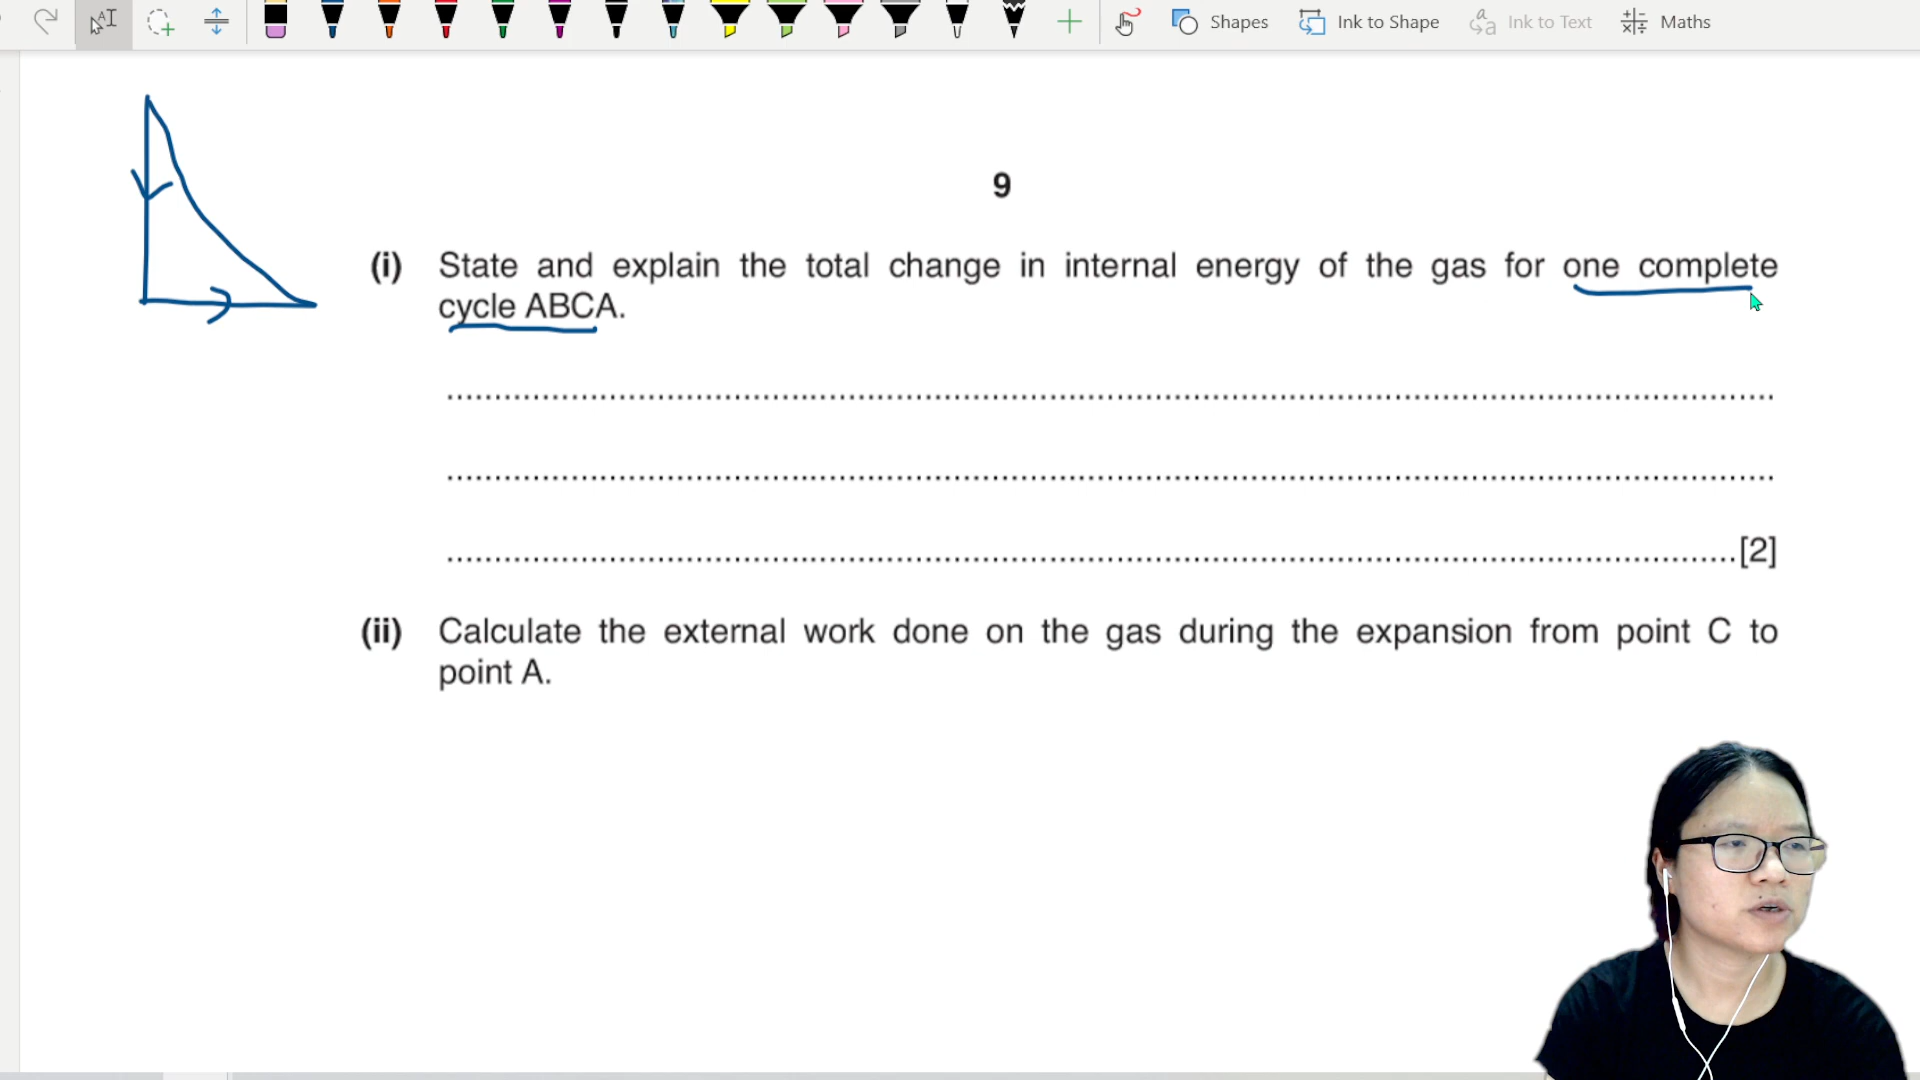 Shapes
Ink to Shape
Ink to Text
Maths
9
(i) State and explain the total change in internal energy of the gas for one complete
cycle ABCA.
[2]
(ii) Calculate the external work done on the gas during the expansion from point C to
point A.